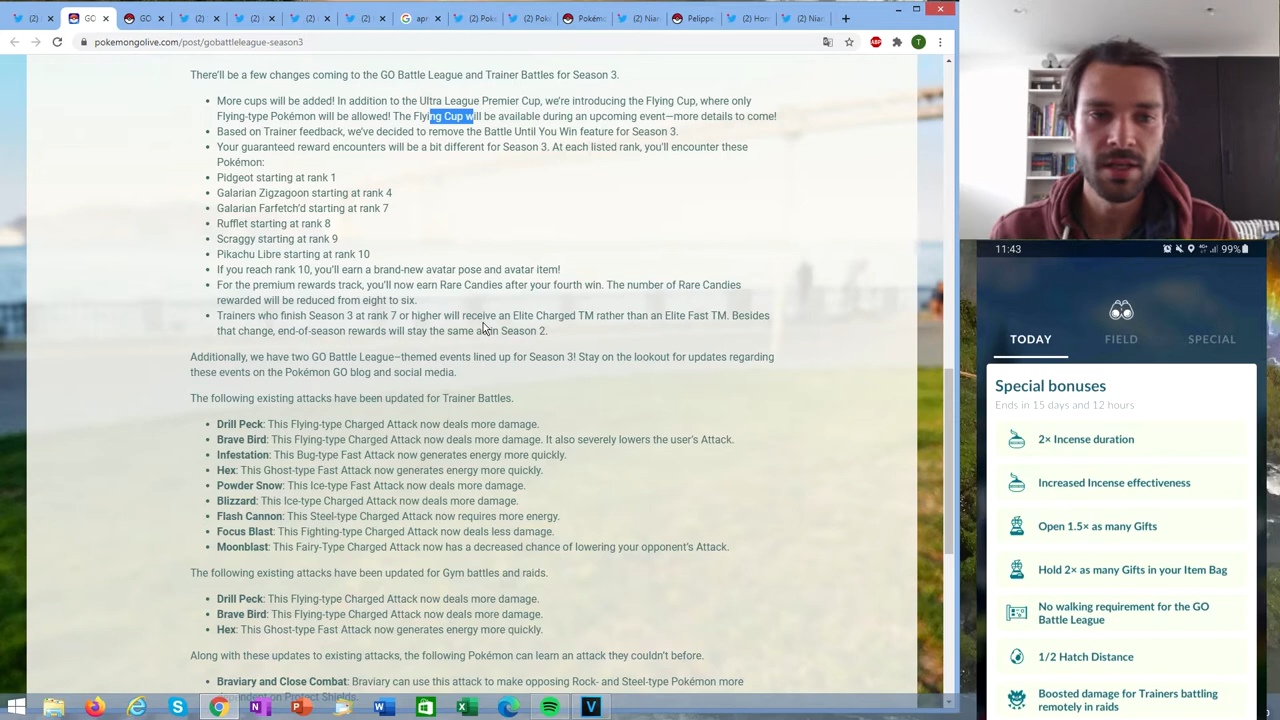 (2)
GO
(2)
GO
(2)
(2)
(2)
apr
(2) Poke
(2) Poke
Pokémo
(2) Nian
Pelippe
(2) Hon
(2) Niac
pokemongolive.com/post/gobattleleague-season3
ABP
T
There'll be a few changes coming to the GO Battle League and Trainer Battles for Season 3.
• More cups will be added! In addition to the Ultra League Premier Cup, we're introducing the Flying Cup, where only
Flying-type Pokémon will be allowed! The Flying Cup will be available during an upcoming event—more details to come!
• Based on Trainer feedback, we've decided to remove the Battle Until You Win feature for Season 3.
• Your guaranteed reward encounters will be a bit different for Season 3. At each listed rank, you'll encounter these
Pokémon:
• Pidgeot starting at rank 1
• Galarian Zigzagoon starting at rank 4
• Galarian Farfetch'd starting at rank 7
• Rufflet starting at rank 8
• Scraggy starting at rank 9
• Pikachu Libre starting at rank 10
• If you reach rank 10, you'll earn a brand-new avatar pose and avatar item!
• For the premium rewards track, you'll now earn Rare Candies after your fourth win. The number of Rare Candies
rewarded will be reduced from eight to six.
• Trainers who finish Season 3 at rank 7 or higher will receive an Elite Charged TM rather than an Elite Fast TM. Besides
that change, end-of-season rewards will stay the same as in Season 2.
Additionally, we have two GO Battle League–themed events lined up for Season 3! Stay on the lookout for updates regarding
these events on the Pokémon GO blog and social media.
The following existing attacks have been updated for Trainer Battles.
• Drill Peck: This Flying-type Charged Attack now deals more damage.
• Brave Bird: This Flying-type Charged Attack now deals more damage. It also severely lowers the user's Attack.
• Infestation: This Bug-type Fast Attack now generates energy more quickly.
• Hex: This Ghost-type Fast Attack now generates energy more quickly.
• Powder Snow: This Ice-type Fast Attack now deals more damage.
• Blizzard: This Ice-type Charged Attack now deals more damage.
• Flash Cannon: This Steel-type Charged Attack now requires more energy.
• Focus Blast: This Fighting-type Charged Attack now deals less damage.
• Moonblast: This Fairy-Type Charged Attack now has a decreased chance of lowering your opponent's Attack.
The following existing attacks have been updated for Gym battles and raids.
• Drill Peck: This Flying-type Charged Attack now deals more damage.
• Brave Bird: This Flying-type Charged Attack now deals more damage.
• Hex: This Ghost-type Fast Attack now generates energy more quickly.
Along with these updates to existing attacks, the following Pokémon can learn an attack they couldn't before.
• Braviary and Close Combat: Braviary can use this attack to make opposing Rock- and Steel-type Pokémon more
dependent on Protect Shields.
11:43
99%
TODAY
FIELD
SPECIAL
Special bonuses
Ends in 15 days and 12 hours
2× Incense duration
Increased Incense effectiveness
Open 1.5× as many Gifts
Hold 2× as many Gifts in your Item Bag
No walking requirement for the GO
Battle League
1/2 Hatch Distance
Boosted damage for Trainers battling
remotely in raids